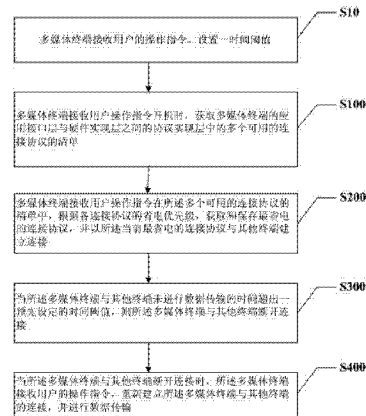 S10
多媒体终端接收用户的操作指令，设置一时间阈值
S100
多媒体终端接收用户操作指令开机时，获取多媒体终端的应
用接口层与硬件实现层之间的协议实现层中的多个可用的连
接协议的清单
S200
多媒体终端接收用户操作指令在所述多个可用的连接协议的
清单中，根据各连接协议的省电优先级，获取和保存最省电
的连接协议，并以所述当前最省电的连接协议与其他终端建
立连接
S300
当所述多媒体终端与其他终端未进行数据传输的时间超出一
预先设定的时间阈值，则所述多媒体终端与其他终端断开连
接
S400
当所述多媒体终端与其他终端断开连接时，所述多媒体终端
接收用户的操作指令，重新建立所述多媒体终端与其他终端
的连接，并进行数据传输